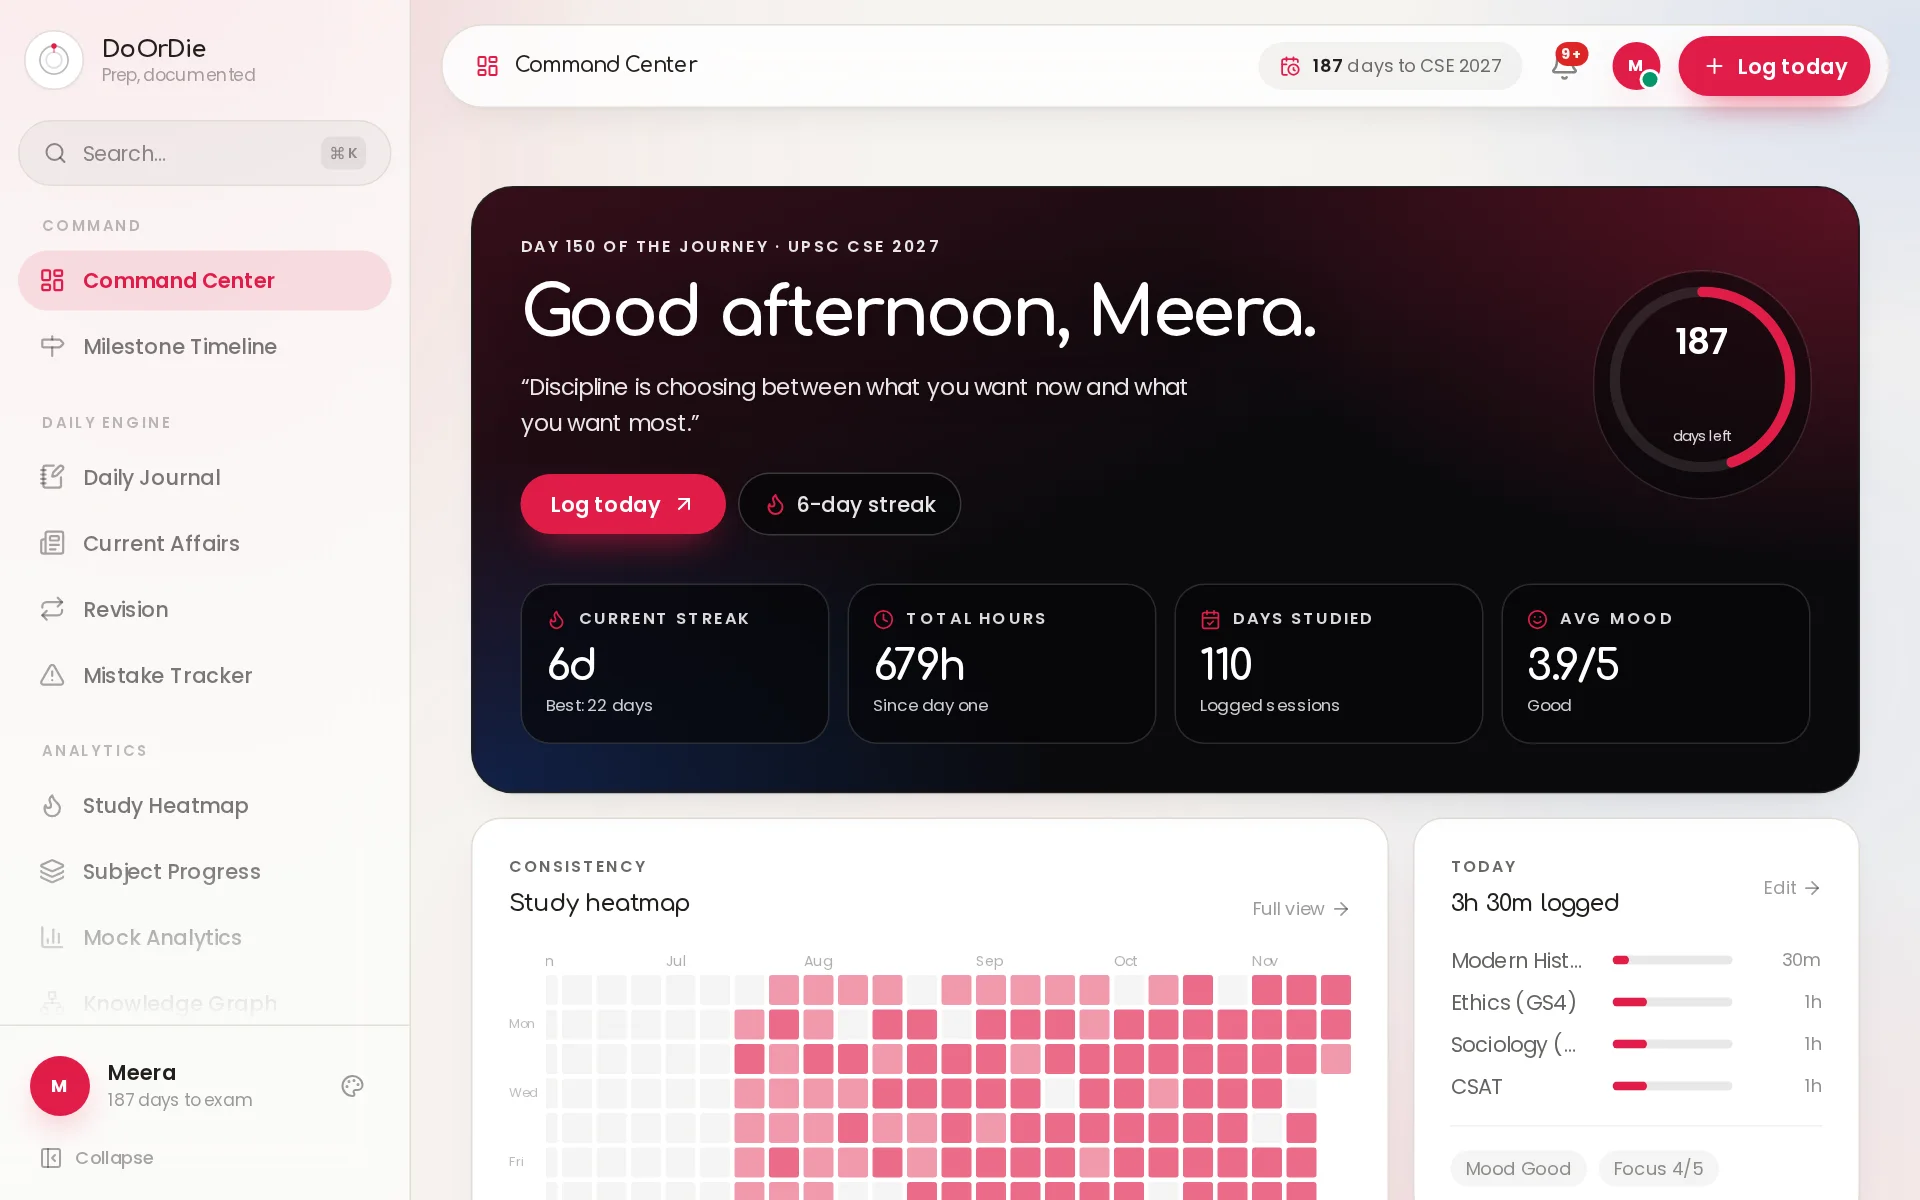 DoOrDie
Prep, documented
Search...
⌘ K
COMMAND
Command Center
Milestone Timeline
DAILY ENGINE
Daily Journal
Current Affairs
Revision
Mistake Tracker
ANALYTICS
Study Heatmap
Subject Progress
Mock Analytics
Knowledge Graph
M
Meera
187 days to exam
Collapse
Command Center
187 days to CSE 2027
9+
M
Log today
DAY 150 OF THE JOURNEY · UPSC CSE 2027
Good afternoon, Meera.
“Discipline is choosing between what you want now and what
you want most.”
Log today
6-day streak
187
days left
CURRENT STREAK
6d
Best: 22 days
TOTAL HOURS
679h
Since day one
DAYS STUDIED
110
Logged sessions
AVG MOOD
3.9/5
Good
CONSISTENCY
Study heatmap
Full view
n Jul Aug Sep Oct Nov
Mon
Wed
Fri
TODAY
3h 30m logged
Edit
Modern Hist... 30m
Ethics (GS4) 1h
Sociology (... 1h
CSAT 1h
Mood Good
Focus 4/5